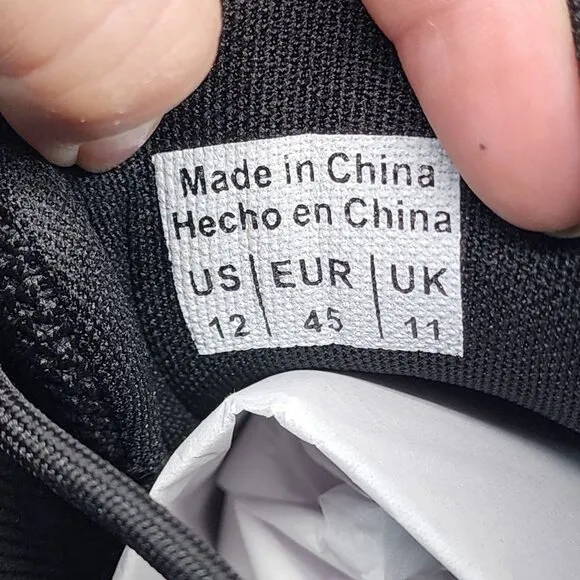 Made in China
Hecho en China
US | EUR | UK
12 | 45 | 11